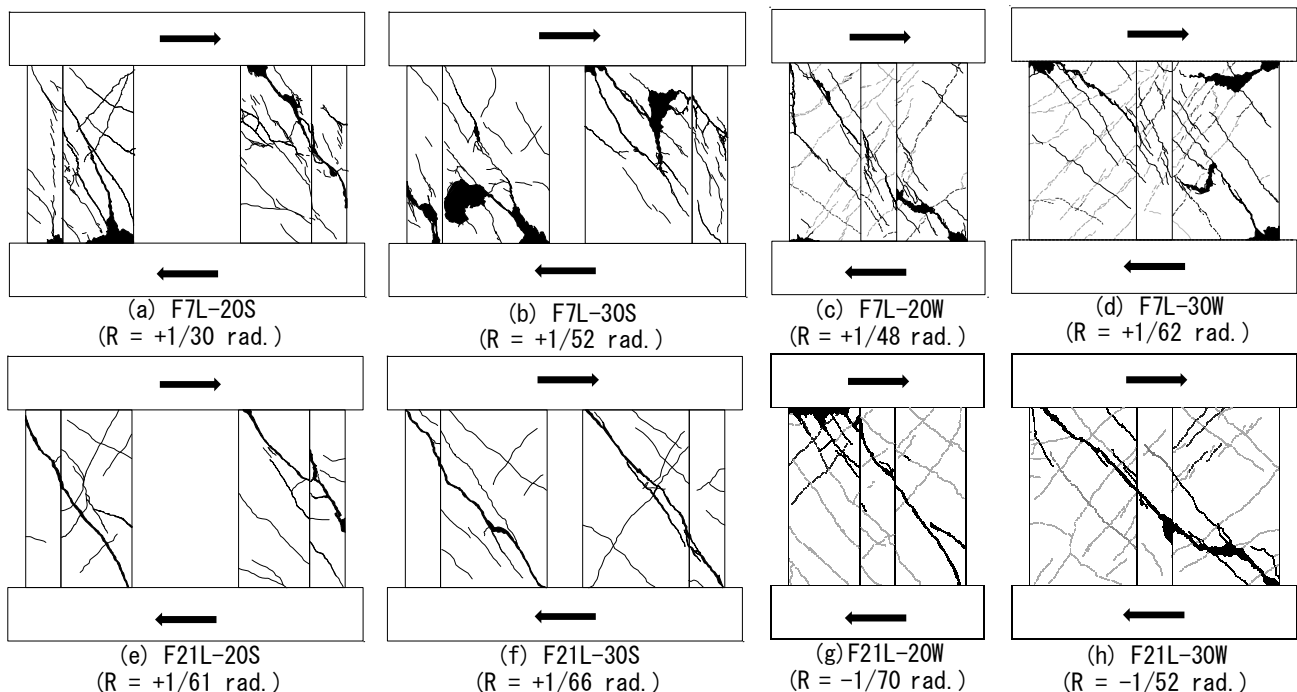 (a) F7L-20S
(R = +1/30 rad.)
(b) F7L-30S
(R = +1/52 rad.)
(c) F7L-20W
(R = +1/48 rad.)
(d) F7L-30W
(R = +1/62 rad.)
(e) F21L-20S
(R = +1/61 rad.)
(f) F21L-30S
(R = +1/66 rad.)
(g) F21L-20W
(R = -1/70 rad.)
(h) F21L-30W
(R = -1/52 rad.)